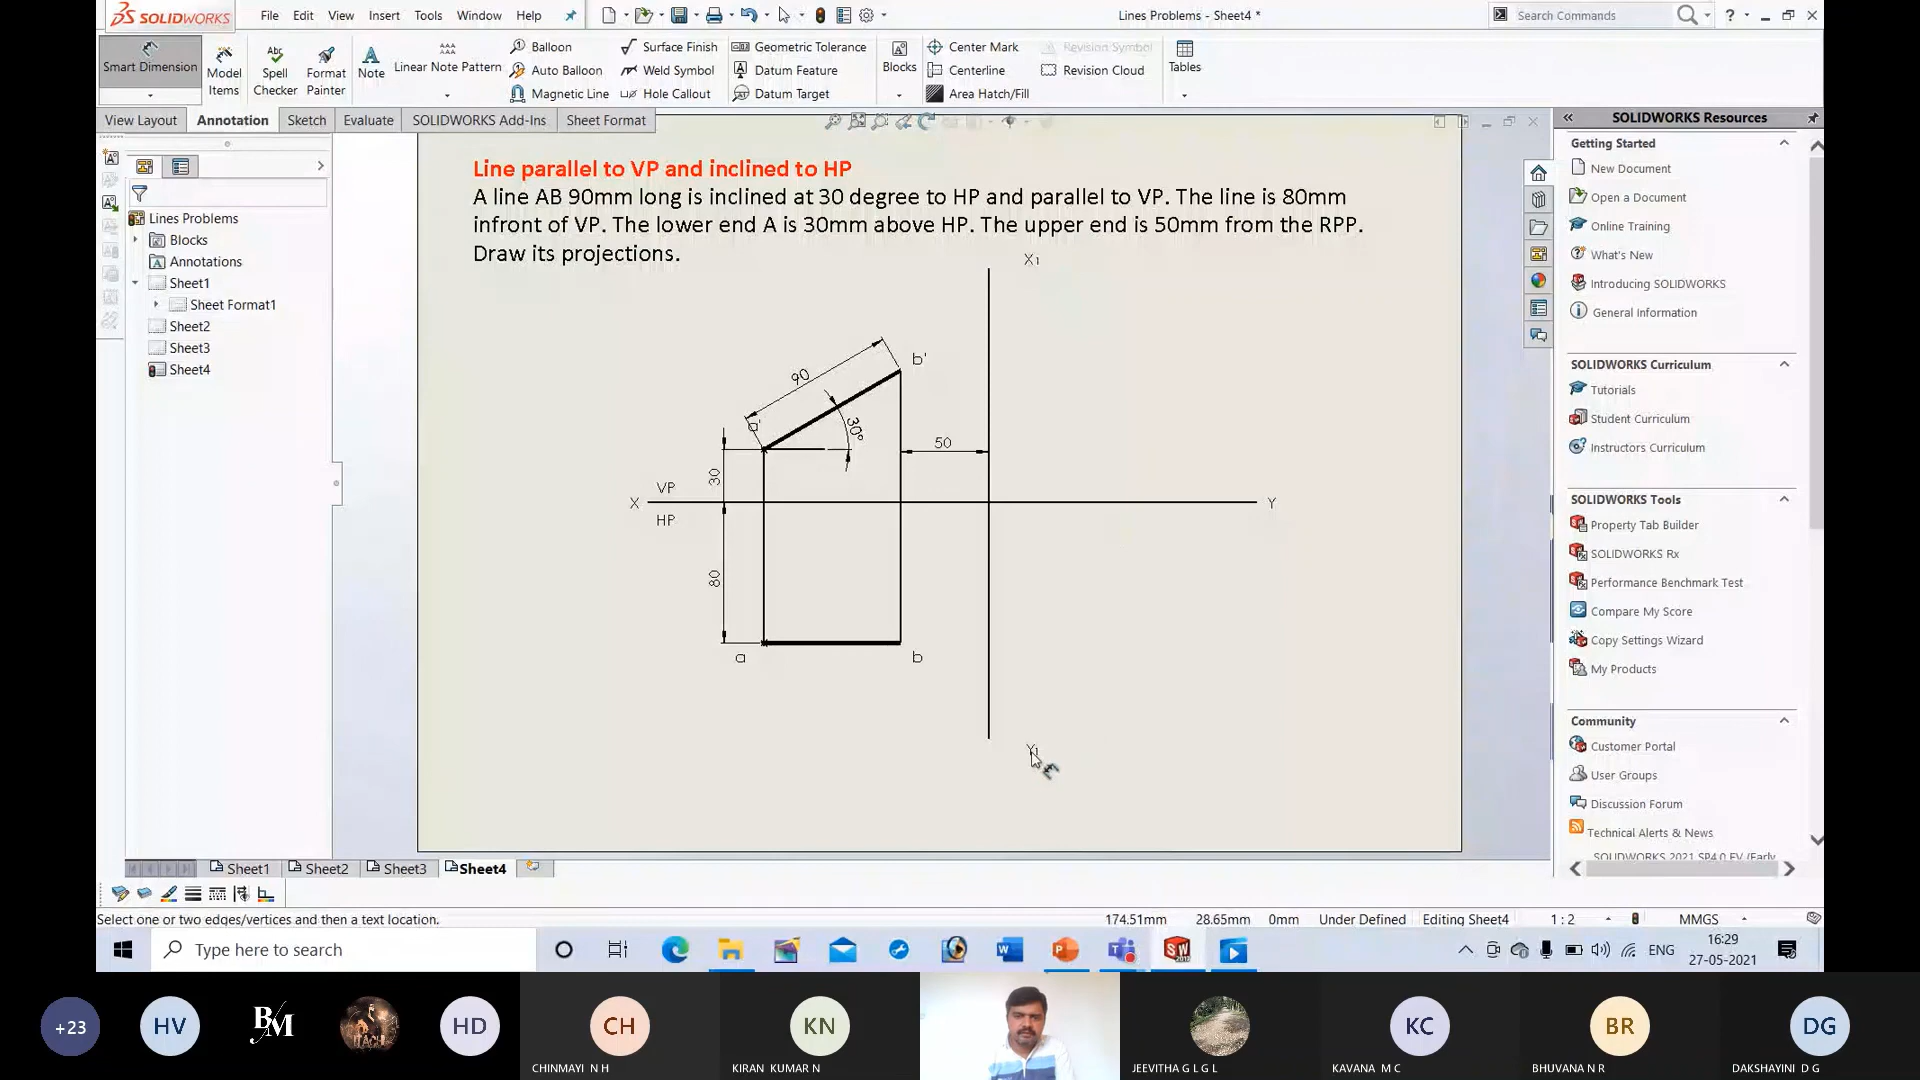 SOLIDWORKS File Edit View Insert Tools Window Help Lines Problems - Sheet4 * Search Commands ?
Smart Dimension Model Items Spell Checker Format Painter Note Linear Note Pattern
Balloon Surface Finish Geometric Tolerance Blocks Center Mark Revision Symbol Tables
Auto Balloon Weld Symbol Datum Feature Centerline Revision Cloud
Magnetic Line Hole Callout Datum Target Area Hatch/Fill
View Layout Annotation Sketch Evaluate SOLIDWORKS Add-Ins Sheet Format
Lines Problems
Blocks
Annotations
Sheet1
Sheet Format1
Sheet2
Sheet3
Sheet4
Line parallel to VP and inclined to HP
A line AB 90mm long is inclined at 30 degree to HP and parallel to VP. The line is 80mm
infront of VP. The lower end A is 30mm above HP. The upper end is 50mm from the RPP.
Draw its projections.
X1
b'
90
a'
30°
50
30
VP
X
Y
HP
80
a
b
Y1
SOLIDWORKS Resources
Getting Started
New Document
Open a Document
Online Training
What's New
Introducing SOLIDWORKS
General Information
SOLIDWORKS Curriculum
Tutorials
Student Curriculum
Instructors Curriculum
SOLIDWORKS Tools
Property Tab Builder
SOLIDWORKS Rx
Performance Benchmark Test
Compare My Score
Copy Settings Wizard
My Products
Community
Customer Portal
User Groups
Discussion Forum
Technical Alerts & News
SOLIDWORKS 2021 SP4.0 EV (Early
Sheet1 Sheet2 Sheet3 Sheet4
Select one or two edges/vertices and then a text location. 174.51mm 28.65mm 0mm Under Defined Editing Sheet4 1 : 2 MMGS
Type here to search ENG 16:29
27-05-2021
+23 HV BM HD CH KN KC BR DG
CHINMAYI N H KIRAN KUMAR N JEEVITHA G L G L KAVANA M C BHUVANA N R DAKSHAYINI D G